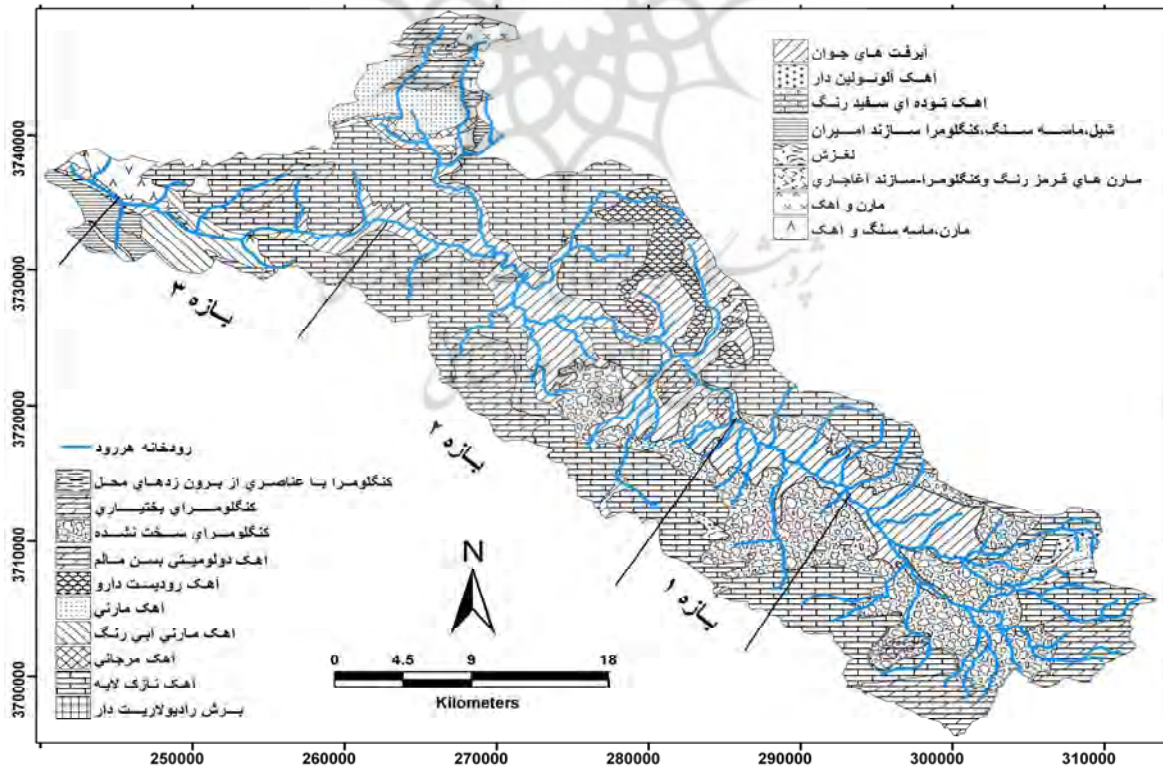 آبرفت های جوان
آهک آلوئولین دار
آهک توده ای سفید رنگ
شیل،ماسه سنگ،کنگلومرا سازند امیران
لغزش
مارن های قرمز رنگ وکنگلومرا-سازند آغاجاری
مارن و آهک
مارن،ماسه سنگ و آهک
3740000
3730000
3720000
3710000
3700000
بازه ۳
بازه ۲
بازه ۱
رودخانه هررود
کنگلومرا با عناصری از برون زدهای محل
کنگلومرای بختیاری
کنگلومرای سخت نشده
آهک دولومیتی
آهک رودیست دارو
آهک مارنی
آهک مارنی آبی رنگ
آهک مرجانی
آهک نازک لایه
برش رادیولاریت دار
N
0 4.5 9 18
Kilometers
250000 260000 270000 280000 290000 300000 310000